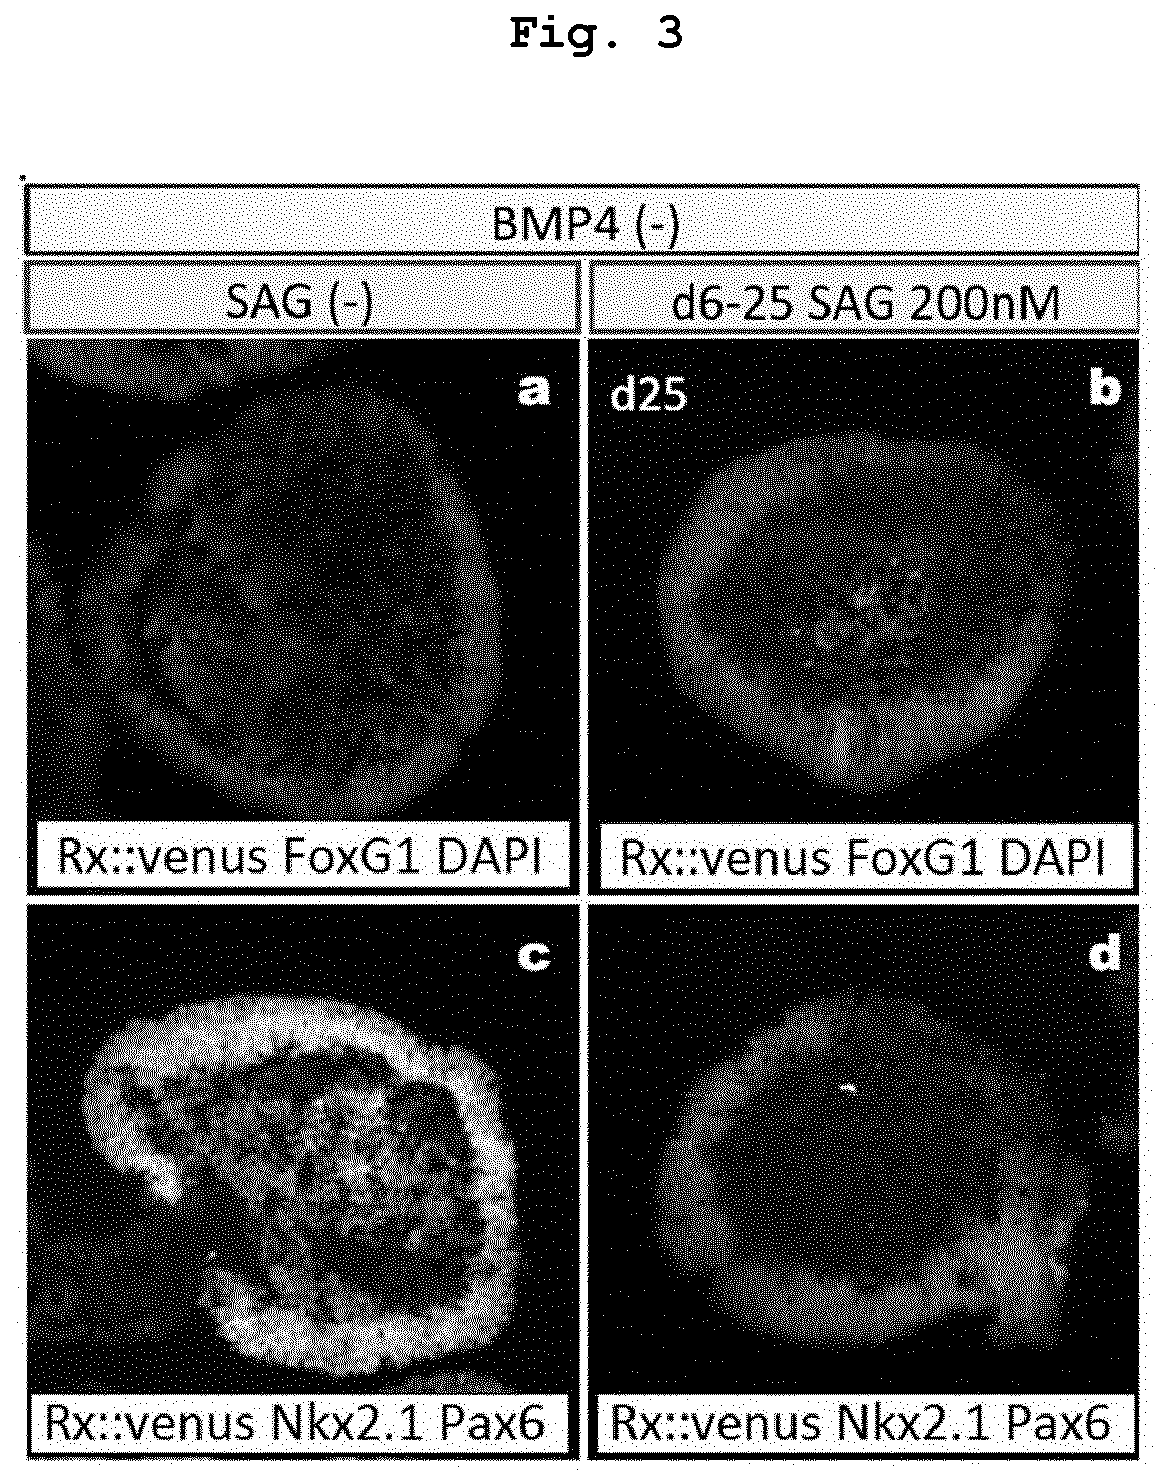 Fig. 3
BMP4 (-)
SAG (-)
d6-25 SAG 200nM
a
d25
b
Rx::venus FoxG1 DAPI
Rx::venus FoxG1 DAPI
c
d
Rx::venus Nkx2.1 Pax6
Rx::venus Nkx2.1 Pax6